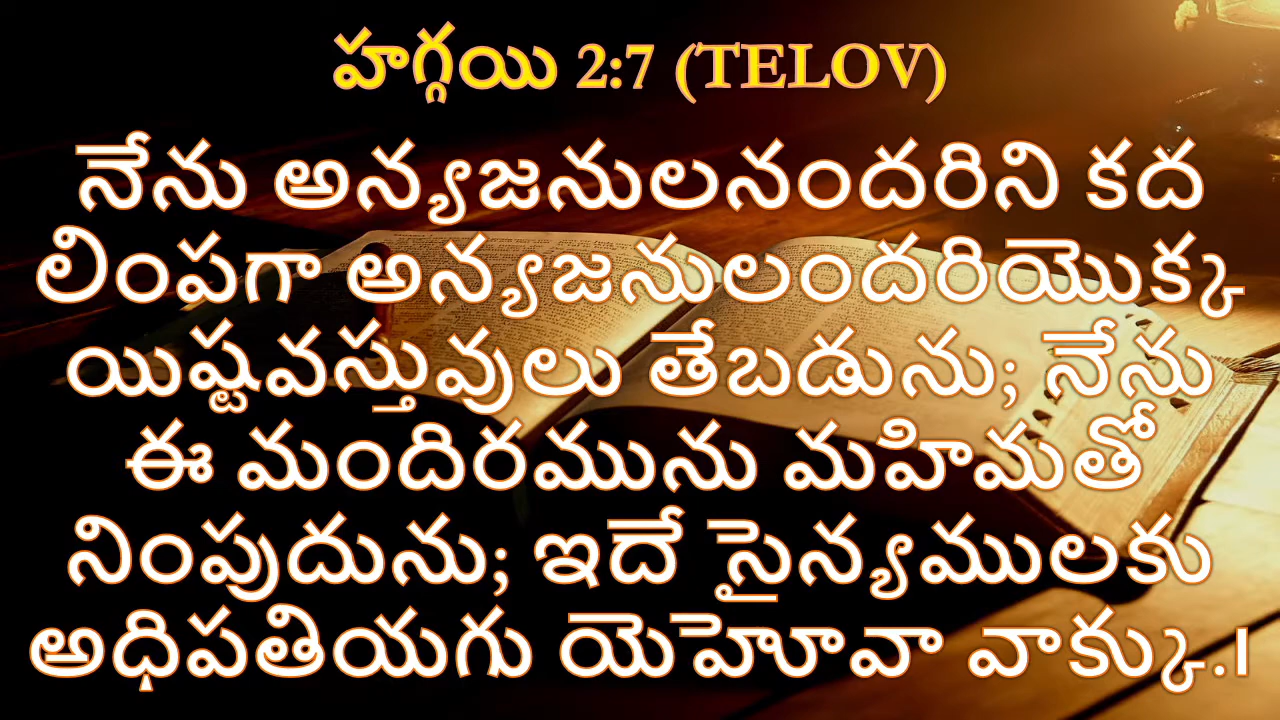 హగ్గయి 2:7 (TELOV)
నేను అన్యజనులనందరిని కద
లింపగా అన్యజనులందరియొక్క
యిష్టవస్తువులు తేబడును; నేను
ఈ మందిరమును మహిమతో
నింపుదును; ఇదే సైన్యములకు
అధిపతియగు యెహెూవా వాక్కు.।